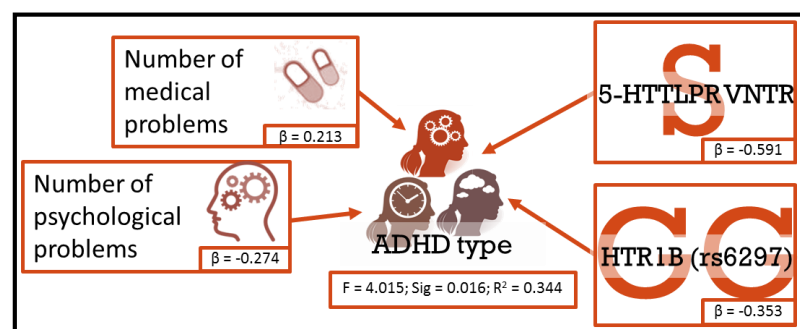 Number of
medical
problems
β = 0.213
S
5-HTTLPR VNTR
β = -0.591
Number of
psychological
problems
β = -0.274
ADHD type
F = 4.015; Sig = 0.016; R² = 0.344
CC
HTR1B (rs6297)
β = -0.353